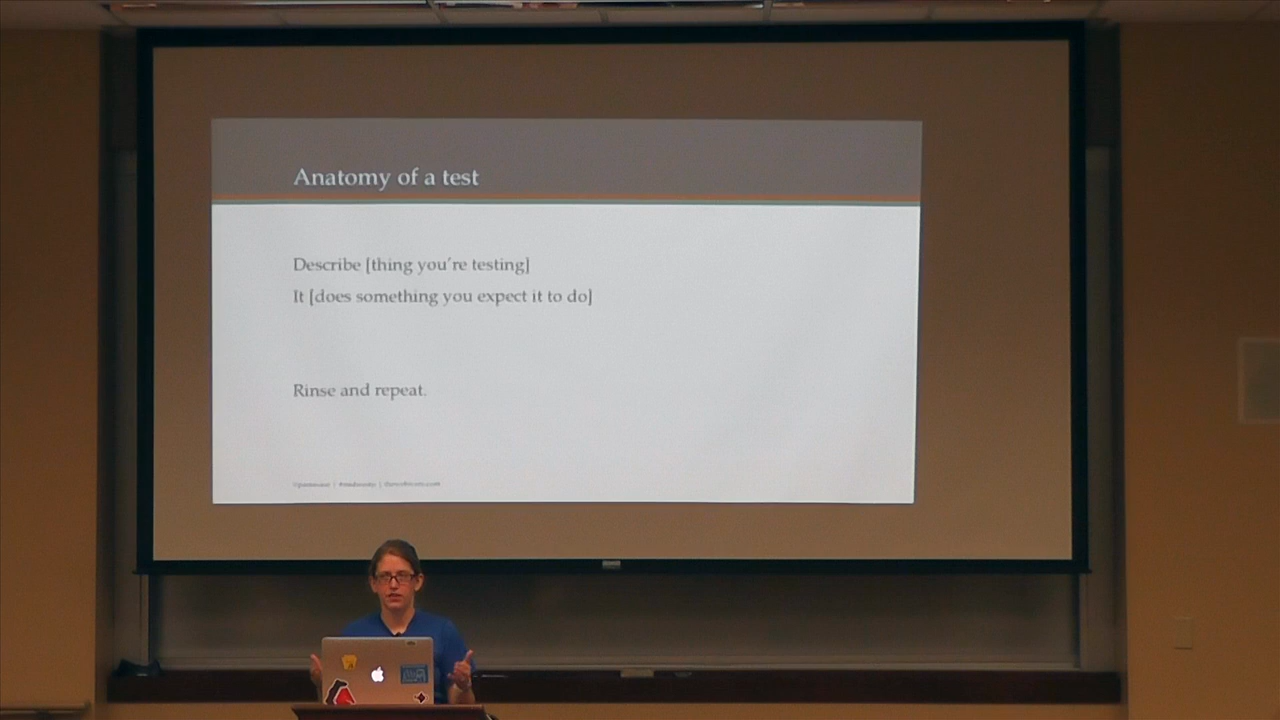 Anatomy of a test
Describe [thing you're testing]
It [does something you expect it to do]
Rinse and repeat.